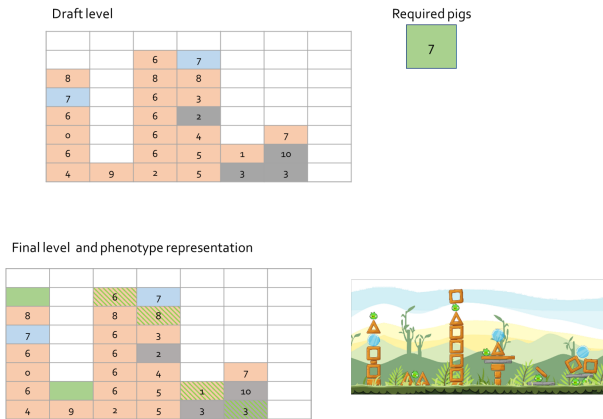 Draft level
Required pigs
7
6 7
8 8 8
7 6 3
6 6 2
0 6 4 7
6 6 5 1 10
4 9 2 5 3 3
Final level and phenotype representation
6 7
8 8 8
7 6 3
6 6 2
0 6 4 7
6 6 5 1 10
4 9 2 5 3 3